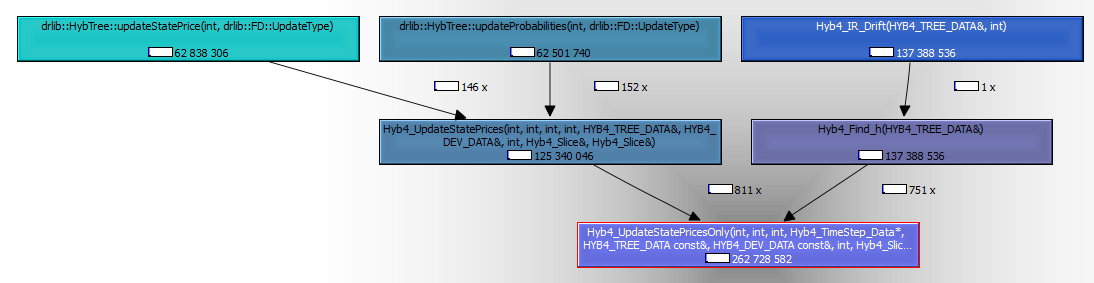 drlib::HybTree::updateStatePrice(int, drlib::FD::UpdateType)
62 838 306
drlib::HybTree::updateProbabilities(int, drlib::FD::UpdateType)
62 501 740
Hyb4_IR_Drift(HYB4_TREE_DATA&, int)
137 388 536
146 x
152 x
1 x
Hyb4_UpdateStatePrices(int, int, int, int, HYB4_TREE_DATA&, HYB4_
DEV_DATA&, int, Hyb4_Slice&, Hyb4_Slice&)
125 340 046
Hyb4_Find_h(HYB4_TREE_DATA&)
137 388 536
811 x
751 x
Hyb4_UpdateStatePricesOnly(int, int, int, Hyb4_TimeStep_Data*,
HYB4_TREE_DATA const&, HYB4_DEV_DATA const&, int, Hyb4_Slic...
262 728 582